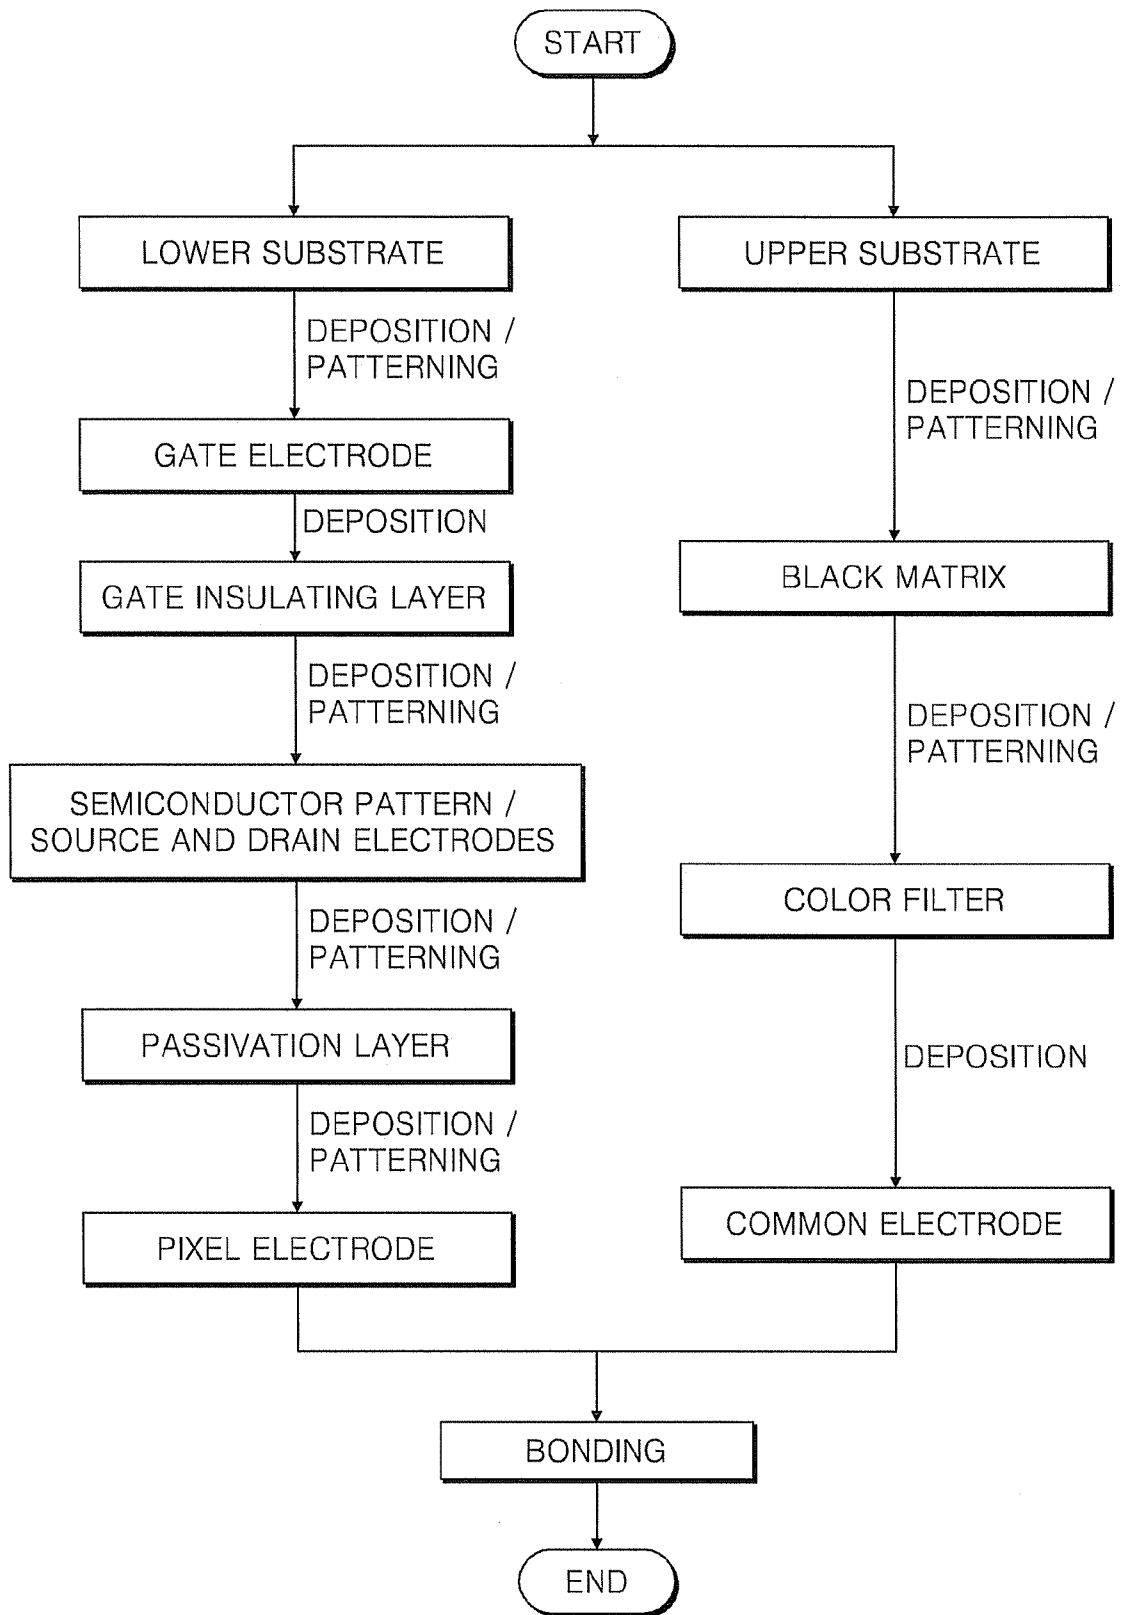 START
LOWER SUBSTRATE
DEPOSITION /
PATTERNING
GATE ELECTRODE
DEPOSITION
GATE INSULATING LAYER
DEPOSITION /
PATTERNING
SEMICONDUCTOR PATTERN /
SOURCE AND DRAIN ELECTRODES
DEPOSITION /
PATTERNING
PASSIVATION LAYER
DEPOSITION /
PATTERNING
PIXEL ELECTRODE
UPPER SUBSTRATE
DEPOSITION /
PATTERNING
BLACK MATRIX
DEPOSITION /
PATTERNING
COLOR FILTER
DEPOSITION
COMMON ELECTRODE
BONDING
END